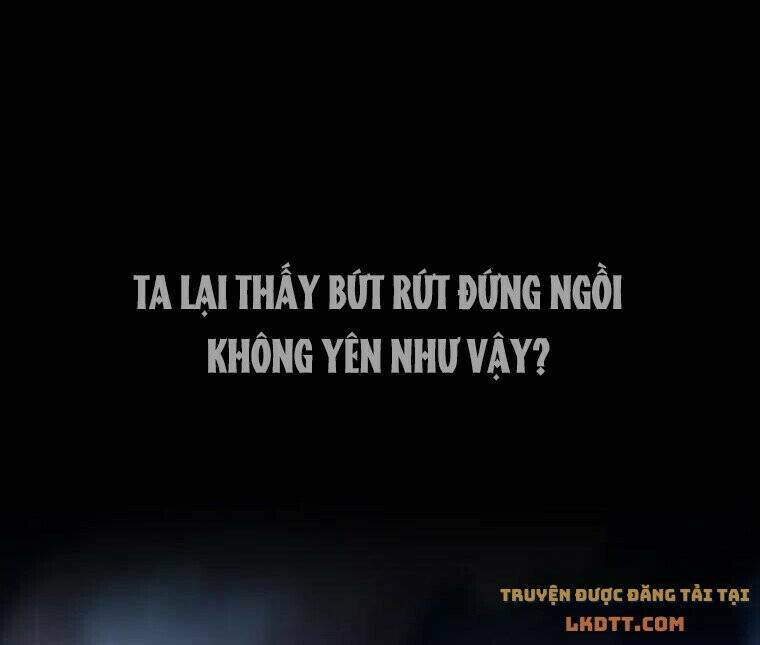 TA LẠI THẤY BỨT RỨT ĐỨNG NGỒI
KHÔNG YÊN NHƯ VẬY?
TRUYỆN ĐƯỢC ĐĂNG TẢI TẠI
LKDTT.COM